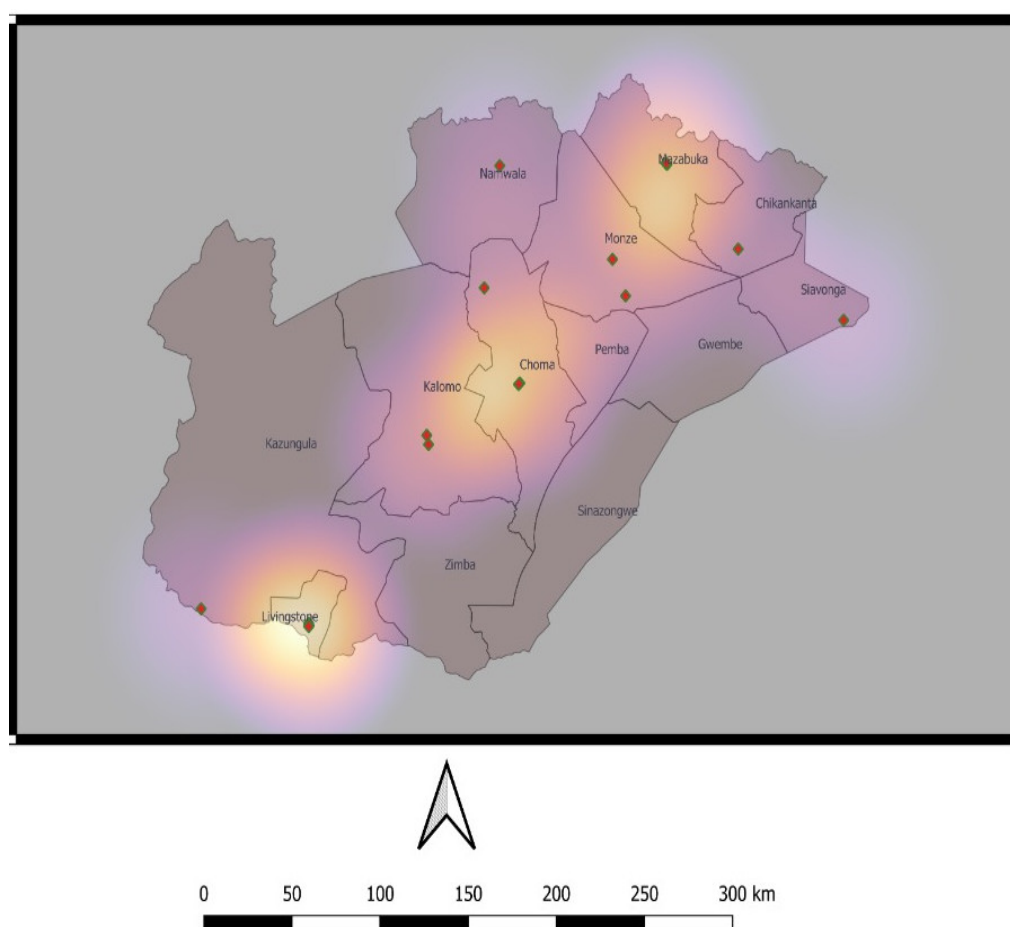 Mazabuka
Namwala
Chikankanta
Monze
Siavonga
Gwembe
Pemba
Choma
Kalomo
Kazungula
Sinazongwe
Zimba
Livingstone
0 50 100 150 200 250 300 km